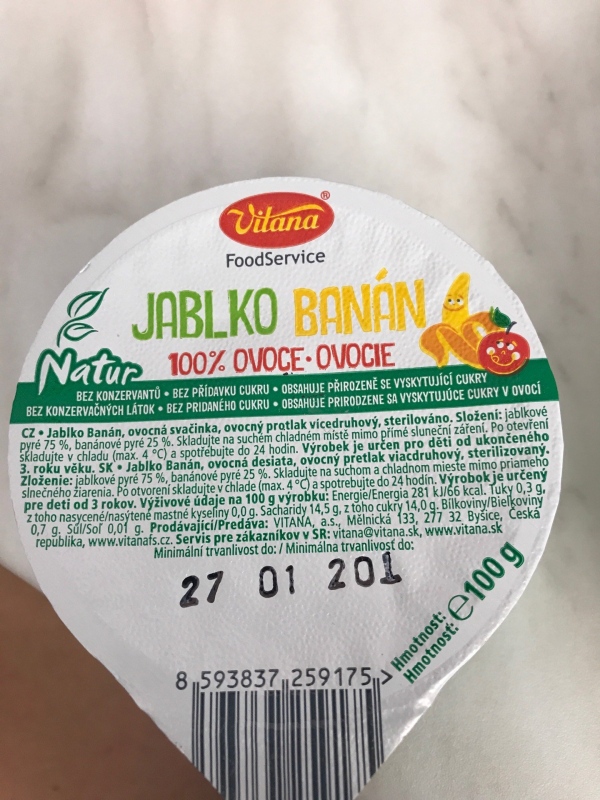 Vitana®
FoodService
JABLKO BANÁN
Natur
100% OVOCE • OVOCIE
BEZ KONZERVANTŮ • BEZ PŘÍDAVKU CUKRU • OBSAHUJE PŘIROZENĚ SE VYSKYTUJÍCÍ CUKRY
BEZ KONZERVAČNÝCH LÁTOK • BEZ PRIDANÉHO CUKRU • OBSAHUJE PRIRODZENE SA VYSKYTUJÚCE CUKRY V OVOCÍ
CZ • Jablko Banán, ovocná svačinka, ovocný protlak vícedruhový, sterilováno. Složení: jablkové
pyré 75 %, banánové pyré 25 %. Skladujte na suchém chladném místě mimo přímé sluneční záření. Po otevření
skladujte v chladu (max. 4 °C) a spotřebujte do 24 hodin. Výrobek je určen pro děti od ukončeného
3. roku věku. SK • Jablko Banán, ovocná desiata, ovocný pretlak viacdruhový, sterilizovaný.
Zloženie: jablkové pyré 75 %, banánové pyré 25 %. Skladujte na suchom a chladnom mieste mimo priameho
slnečného žiarenia. Po otvorení skladujte v chlade (max. 4 °C) a spotrebujte do 24 hodín. Výrobok je určený
pre deti od 3 rokov. Výživové údaje na 100 g výrobku: Energie/Energia 281 kJ/66 kcal. Tuky 0,3 g,
z toho nasycené/nasýtené mastné kyseliny 0,0 g. Sacharidy 14,5 g, z toho cukry 14,0 g. Bílkoviny/Bielkoviny
0,7 g. Sůl/Soľ 0,01 g. Prodávající/Predáva: VITANA, a.s., Mělnická 133, 277 32 Byšice, Česká
republika, www.vitanafs.cz. Servis pre zákazníkov v SR: vitana@vitana.sk, www.vitana.sk
Minimální trvanlivost do: / Minimálna trvanlivosť do:
27 01 201
Hmotnost:
Hmotnosť:
e 100 g
8 593837 259175 >